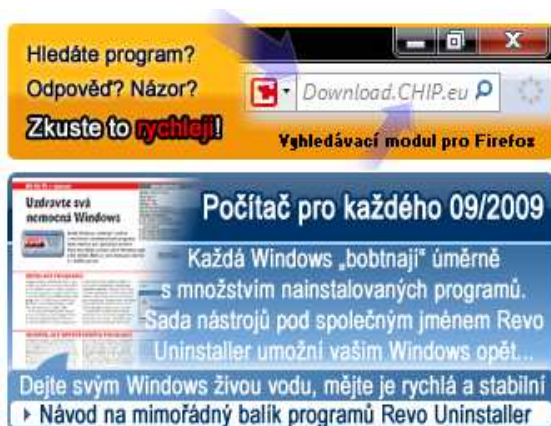 Hledáte program?
Odpověď? Názor?
Zkuste to rychleji!
Download.CHIP.eu
Vyhledávací modul pro Firefox
Uzdravte svá
nemocná Windows
Počítač pro každého 09/2009
Každá Windows „bobtnají“ úměrně
s množstvím nainstalovaných programů.
Sada nástrojů pod společným jménem Revo
Uninstaller umožní vašim Windows opět...
Dejte svým Windows živou vodu, mějte je rychlá a stabilní
Návod na mimořádný balík programů Revo Uninstaller